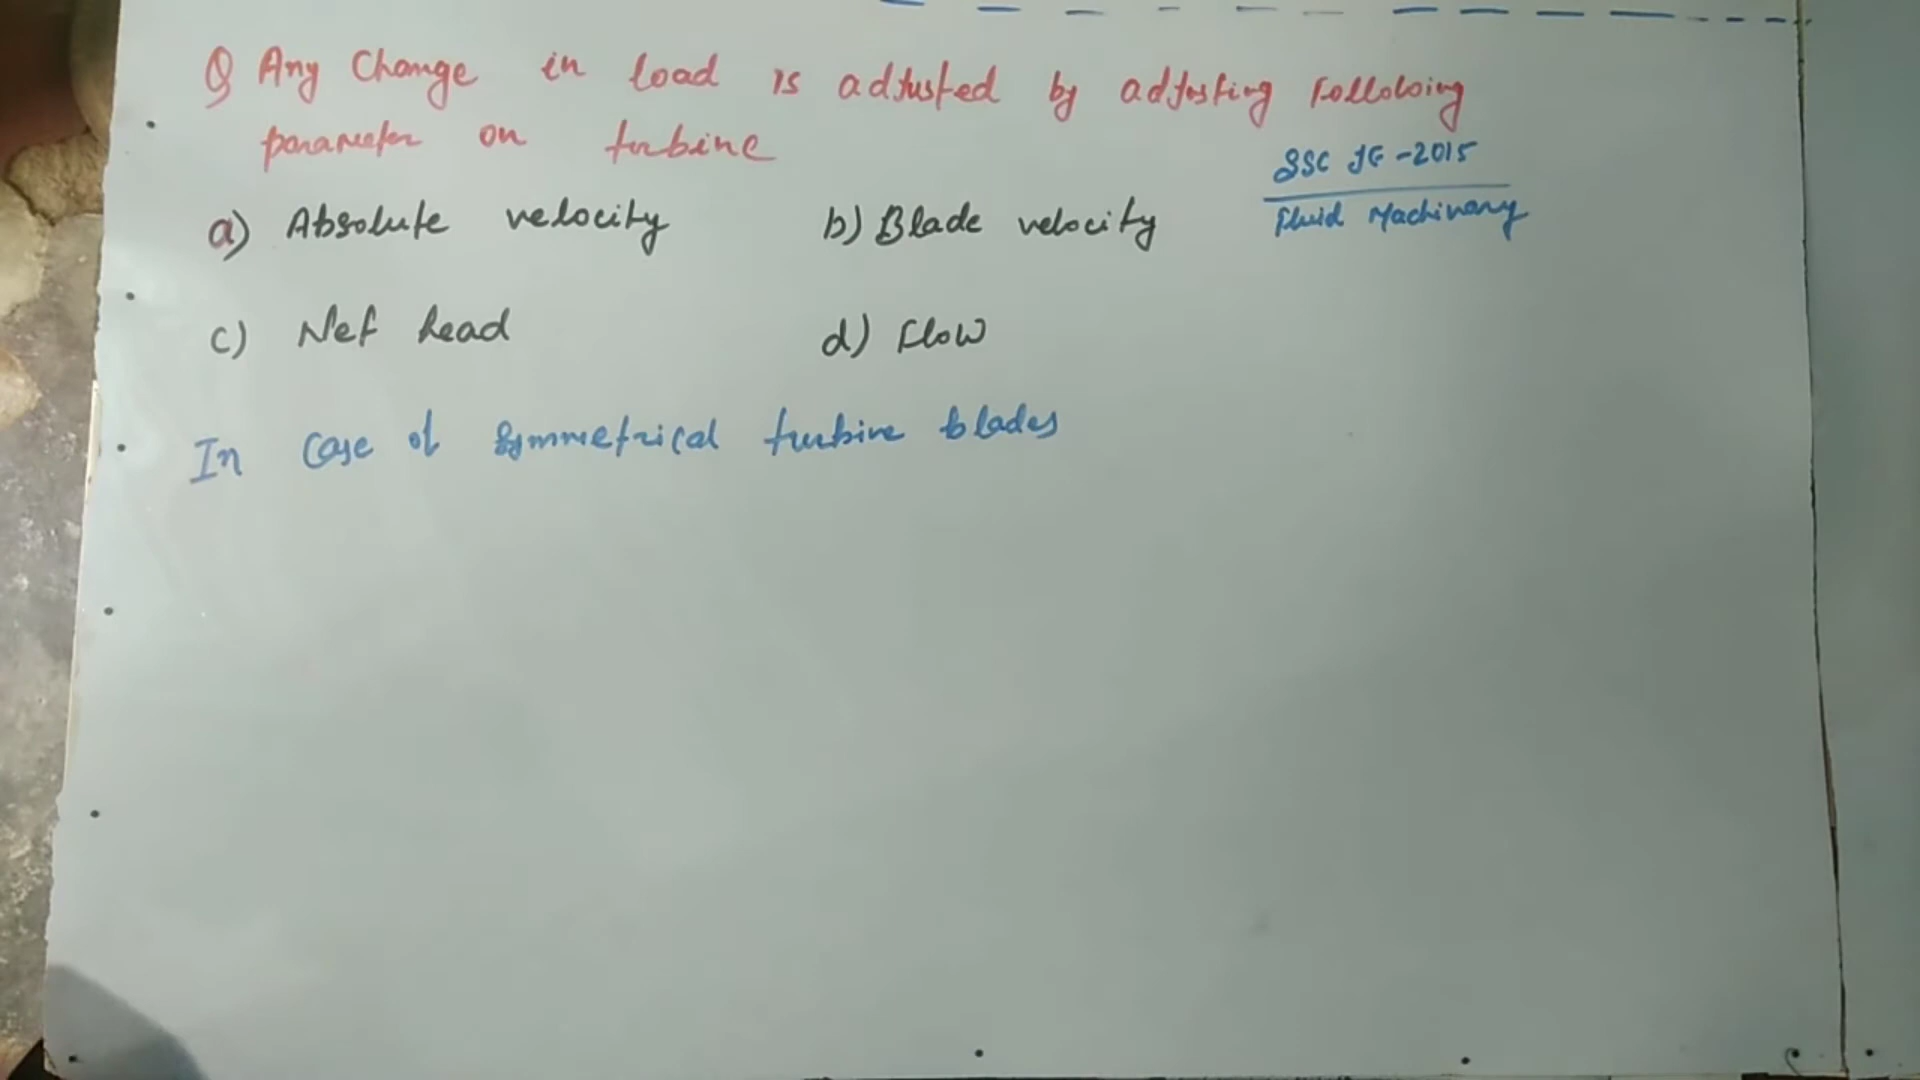 Q Any Change in load is adjusted by adjusting following
parameter on turbine
SSC JE -2015
Fluid Machinary
a) Absolute velocity b) Blade velocity
c) Net head d) Flow
In Case of Symmetrical turbine blades